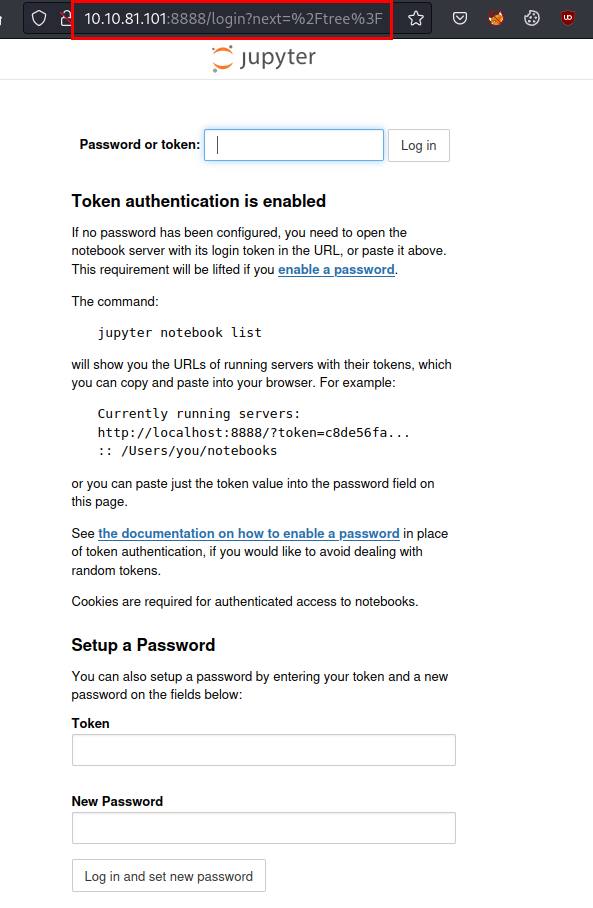 10.10.81.101:8888/login?next=%2Ftree%3F
jupyter
Password or token:
Log in
Token authentication is enabled
If no password has been configured, you need to open the
notebook server with its login token in the URL, or paste it above.
This requirement will be lifted if you enable a password.
The command:
jupyter notebook list
will show you the URLs of running servers with their tokens, which
you can copy and paste into your browser. For example:
Currently running servers:
http://localhost:8888/?token=c8de56fa...
:: /Users/you/notebooks
or you can paste just the token value into the password field on
this page.
See the documentation on how to enable a password in place
of token authentication, if you would like to avoid dealing with
random tokens.
Cookies are required for authenticated access to notebooks.
Setup a Password
You can also setup a password by entering your token and a new
password on the fields below:
Token
New Password
Log in and set new password